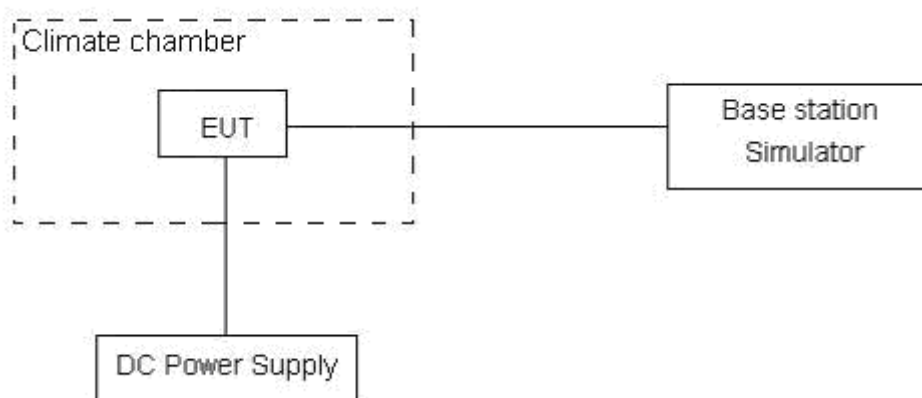 Climate chamber
EUT
Base station
Simulator
DC Power Supply